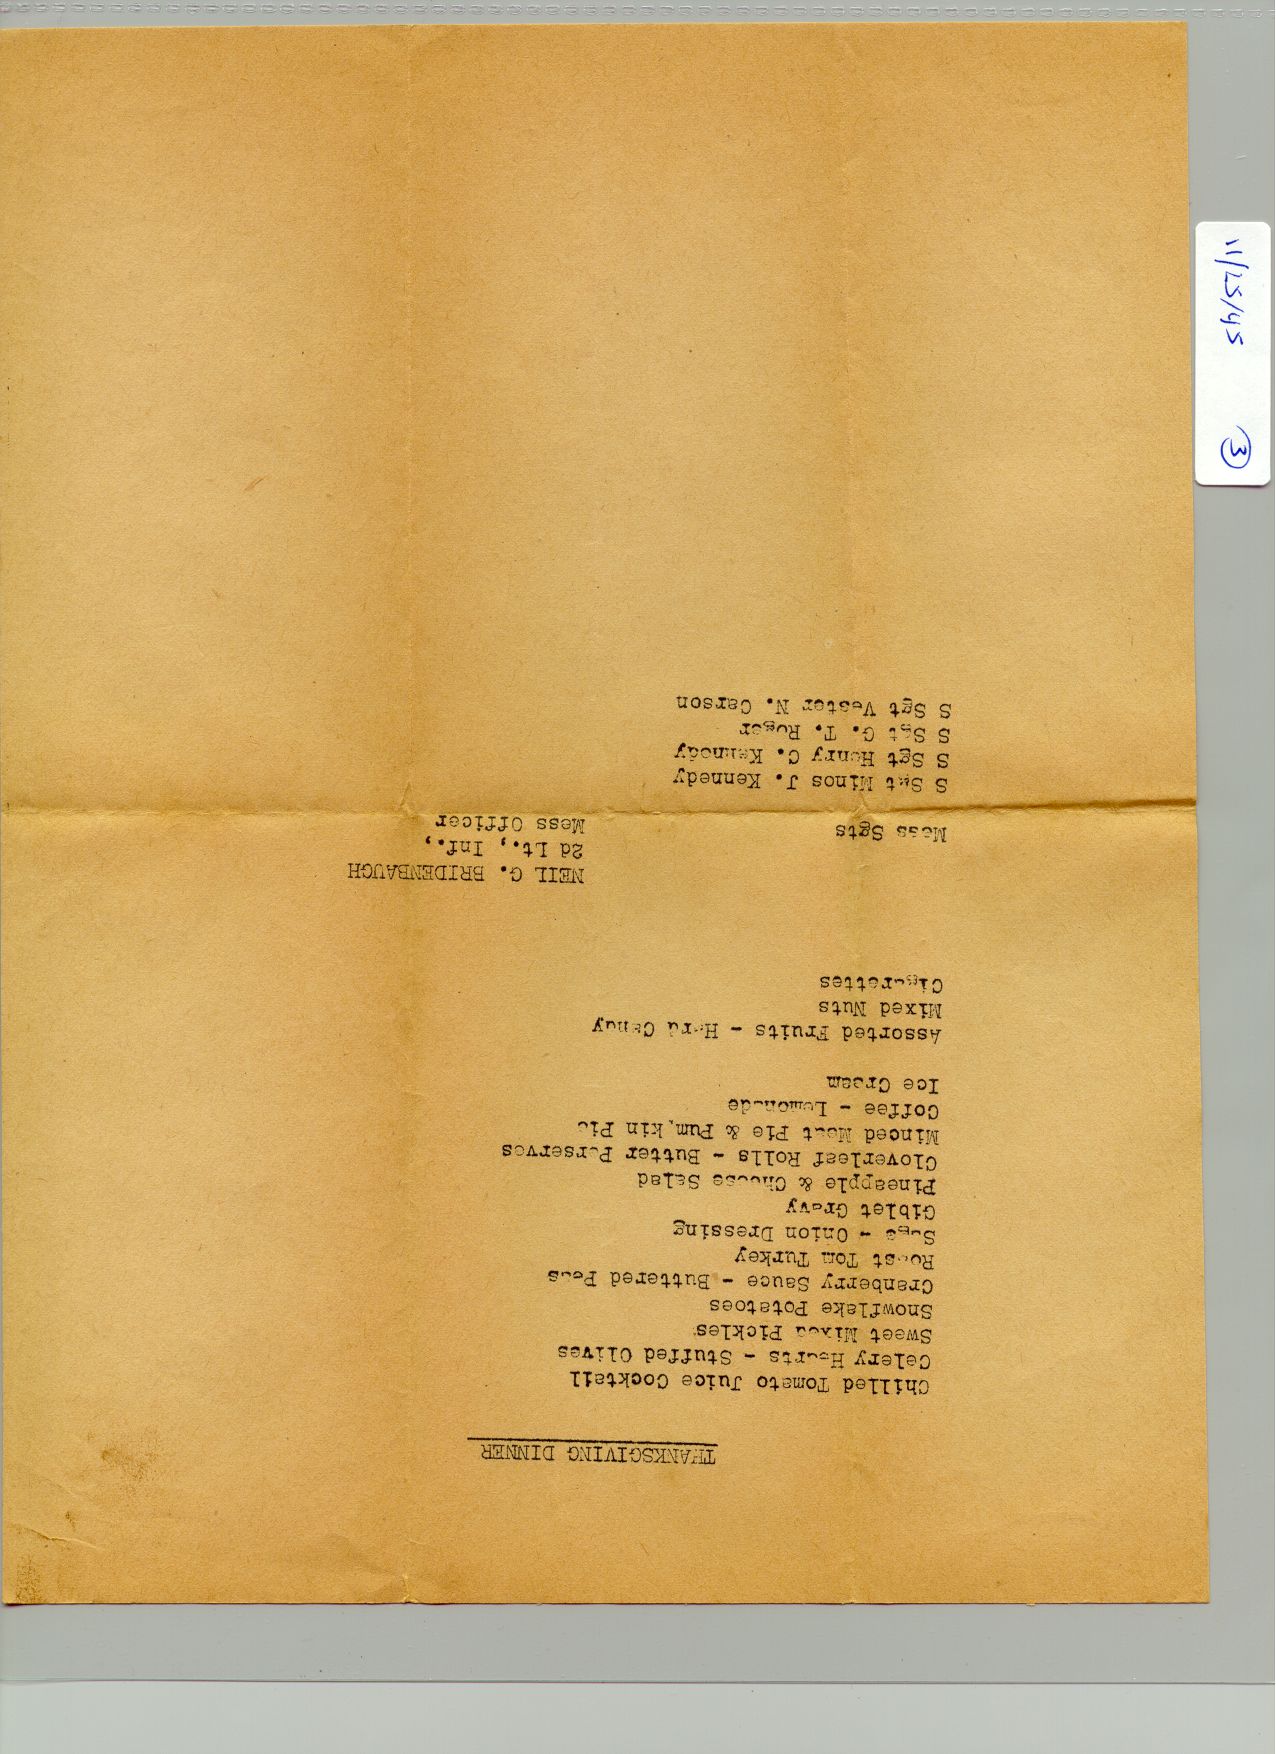 THANKSGIVING DINNER
Chilled Tomato Juice Cocktail
Celery Hearts - Stuffed Olives
Sweet Mixed Pickles
Snowflake Potatoes
Cranberry Sauce - Buttered Peas
Roast Tom Turkey
Sage - Onion Dressing
Giblet Gravy
Pineapple & Cheese Salad
Cloverleaf Rolls - Butter Perserves
Minced Meat Pie & Pumpkin Pie
Coffee - Lemonade
Ice Cream
Assorted Fruits - Hard Candy
Mixed Nuts
Cigarettes
NEIL G. BRIDENBAUGH
2d Lt., Inf.,
Mess Officer
Mess Sgts
S Sgt Minos J. Kennedy
S Sgt Henry C. Kennedy
S Sgt G. T. Roger
S Sgt Vester N. Carson
11/25/45 3